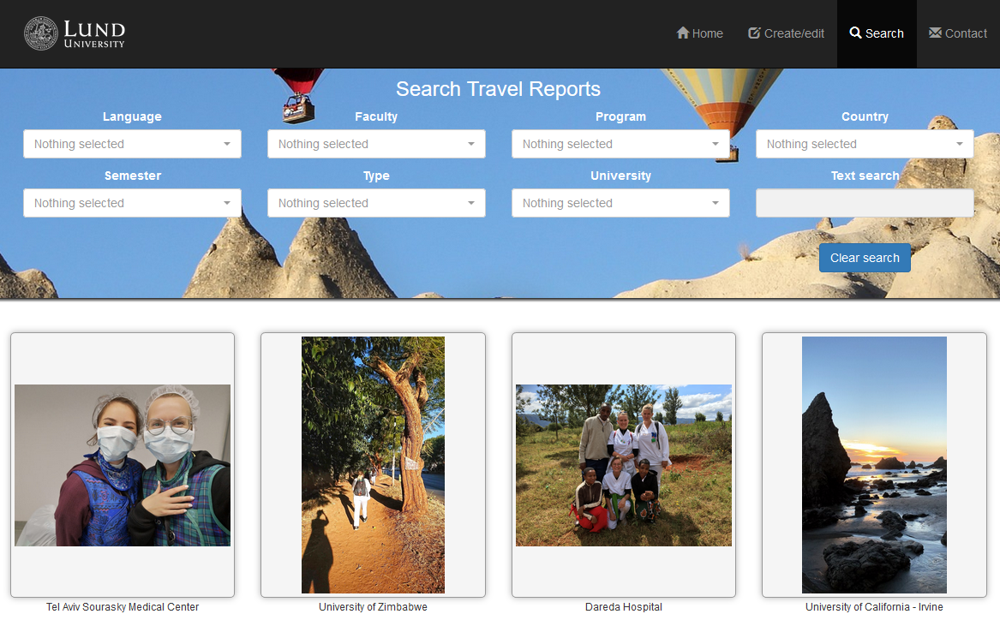 LUND
UNIVERSITY
Home
Create/edit
Search
Contact
Search Travel Reports
Language
Faculty
Program
Country
Nothing selected
Nothing selected
Nothing selected
Nothing selected
Semester
Type
University
Text search
Nothing selected
Nothing selected
Nothing selected
Clear search
Tel Aviv Sourasky Medical Center
University of Zimbabwe
Dareda Hospital
University of California - Irvine